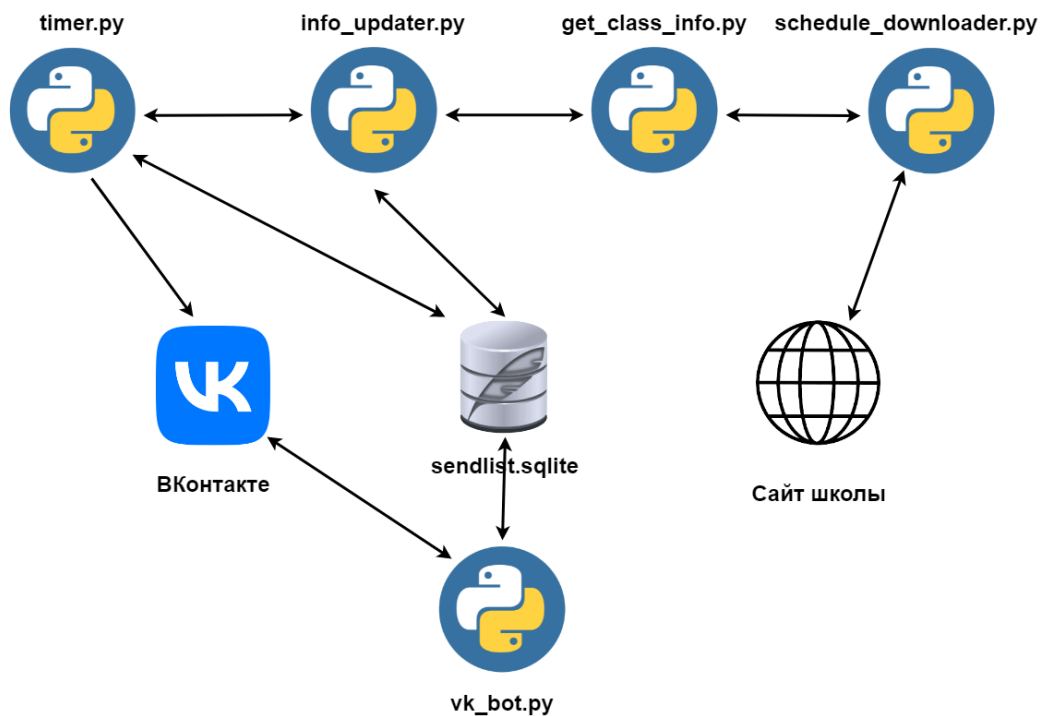 timer.py
info_updater.py
get_class_info.py
schedule_downloader.py
ВКонтакте
sendlist.sqlite
Сайт школы
vk_bot.py